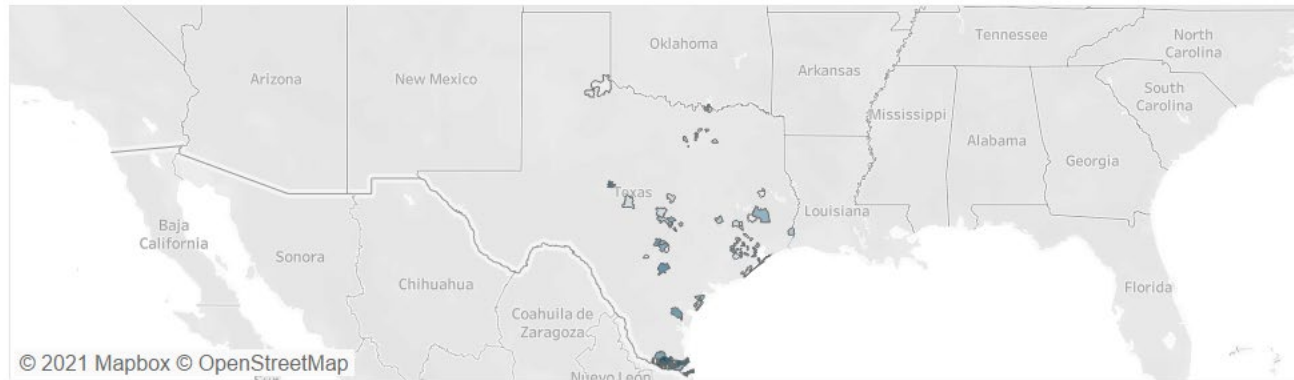 Oklahoma
Tennessee
North
Carolina
Arizona
New Mexico
Arkansas
South
Carolina
Mississippi
Alabama
Georgia
Texas
Louisiana
Baja
California
Sonora
Chihuahua
Coahuila de
Zaragoza
Florida
Nuevo León
© 2021 Mapbox © OpenStreetMap